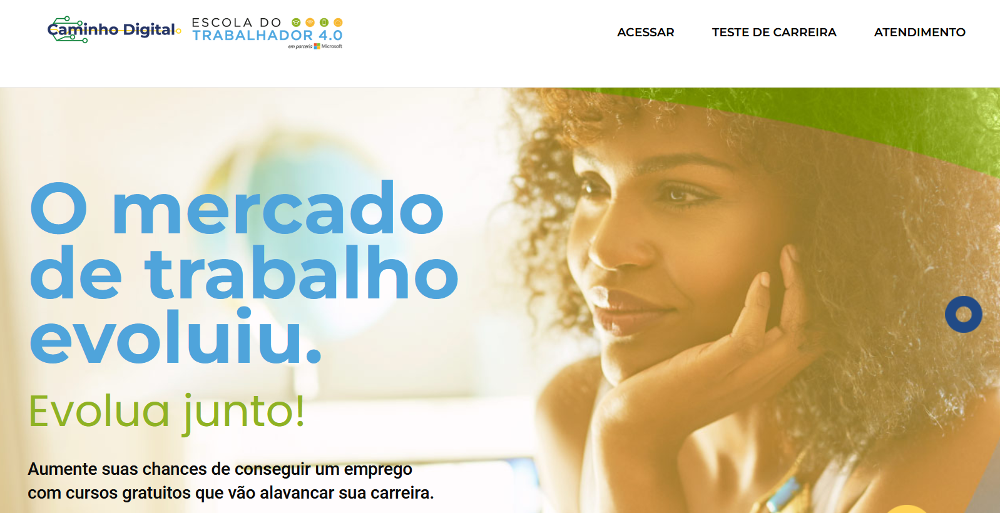 Caminho Digital
ESCOLA DO
TRABALHADOR 4.0
em parceria Microsoft
ACESSAR
TESTE DE CARREIRA
ATENDIMENTO
O mercado
de trabalho
evoluiu.
Evolua junto!
Aumente suas chances de conseguir um emprego
com cursos gratuitos que vão alavancar sua carreira.